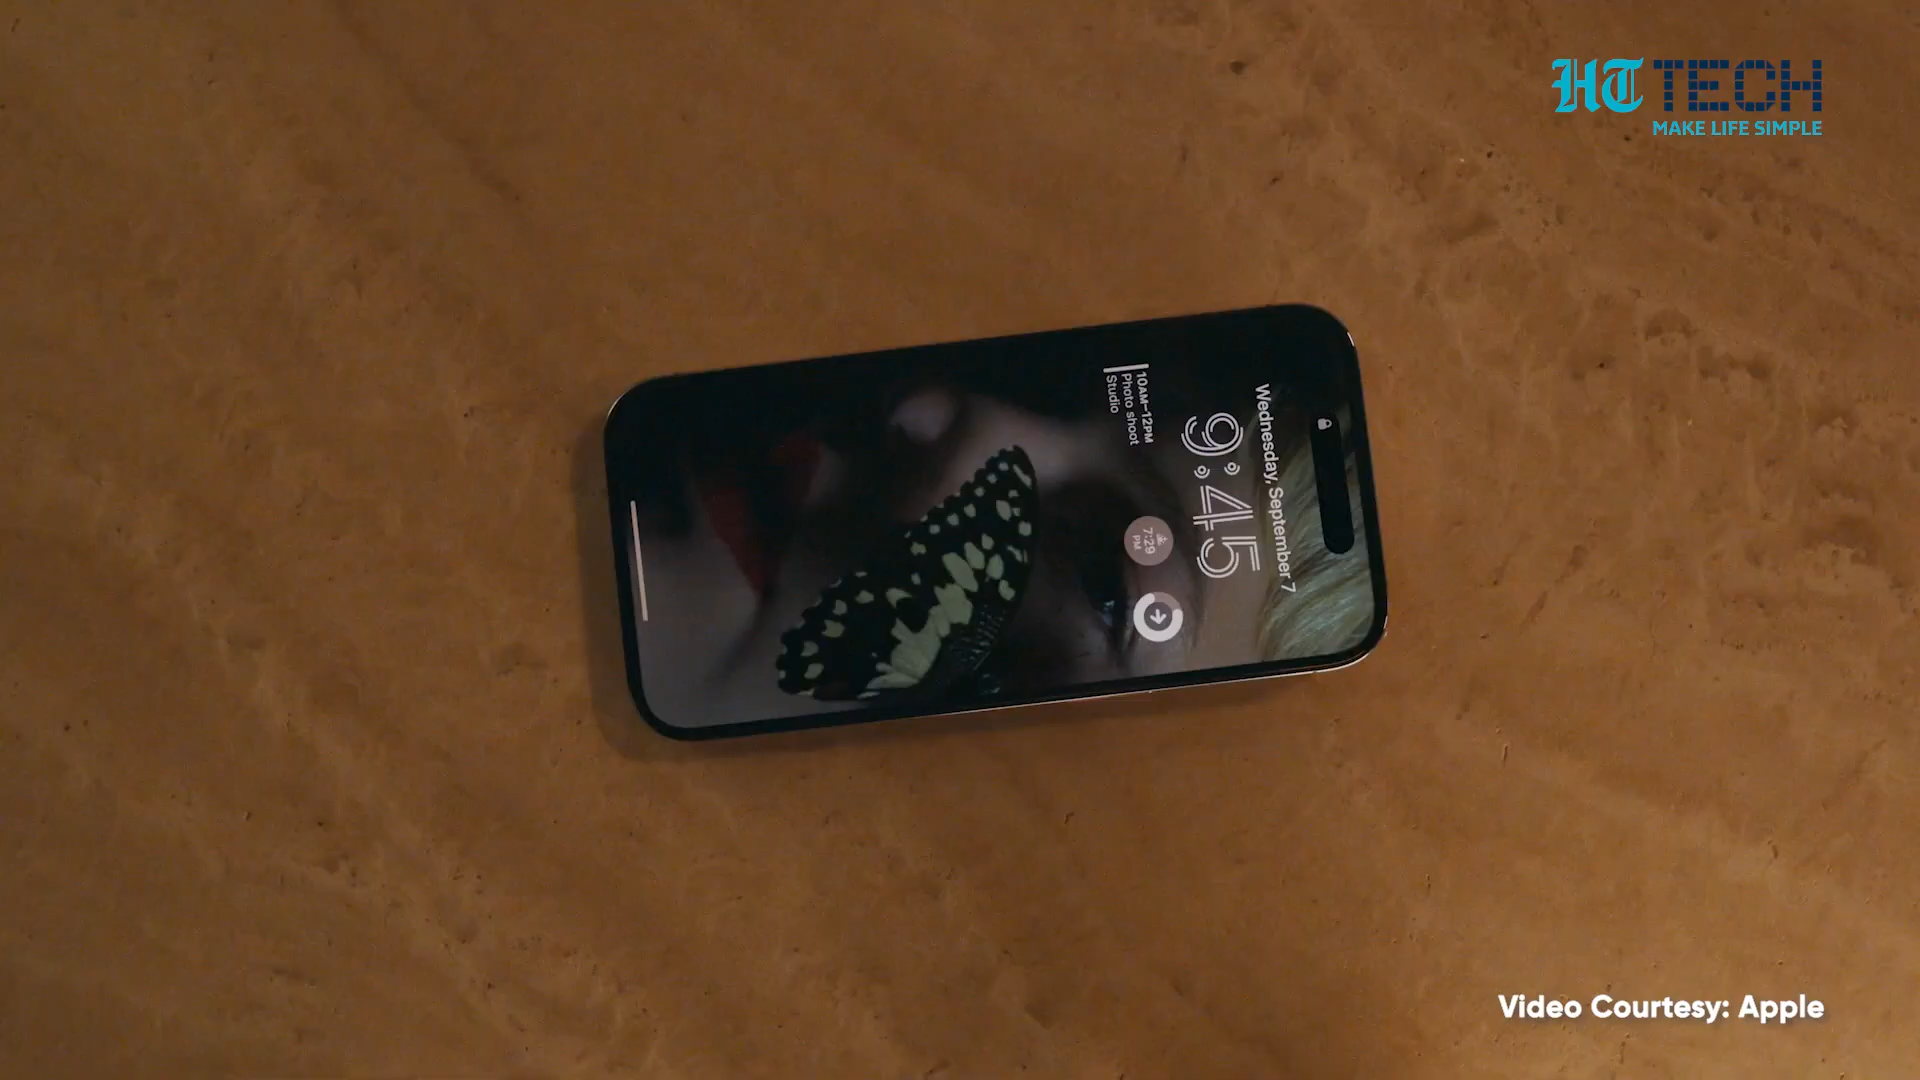 HT TECH
MAKE LIFE SIMPLE
Wednesday, September 7
9:45
10AM–12PM
Photo shoot
Studio
7:29
PM
Video Courtesy: Apple